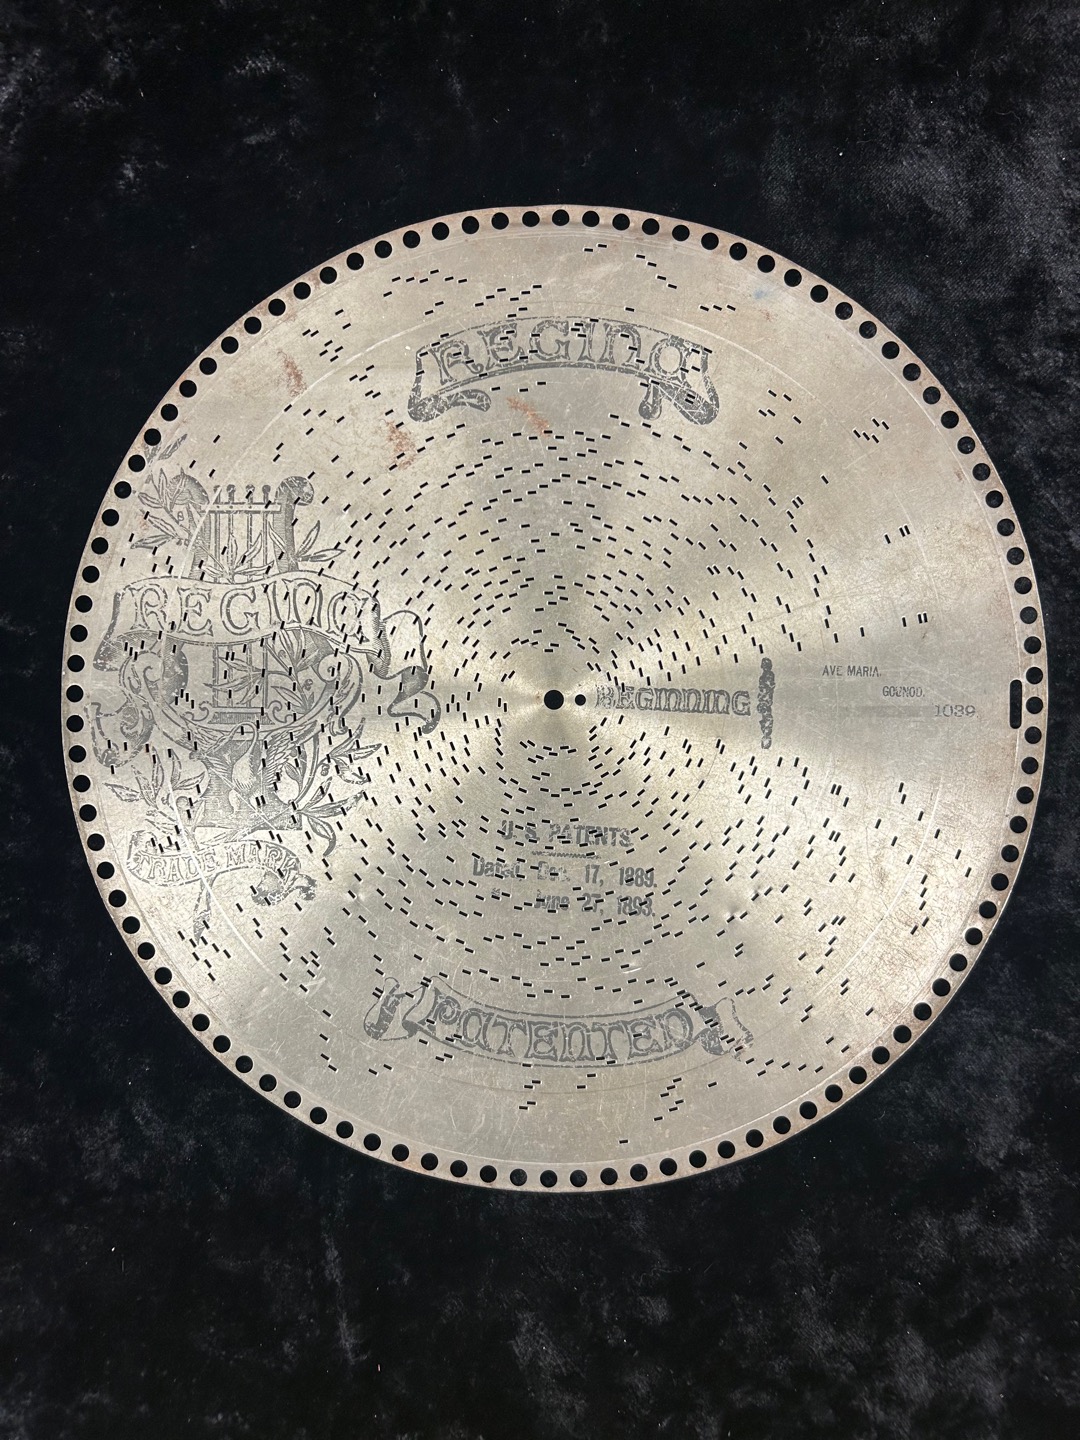 REGINA
REGINA
TRADE MARK
BEGINNING
AVE MARIA.
GOUNOD.
1039
U.S. PATENTS
Dated, Dec. 17, 1889.
" June 27, 1893.
PATENTED